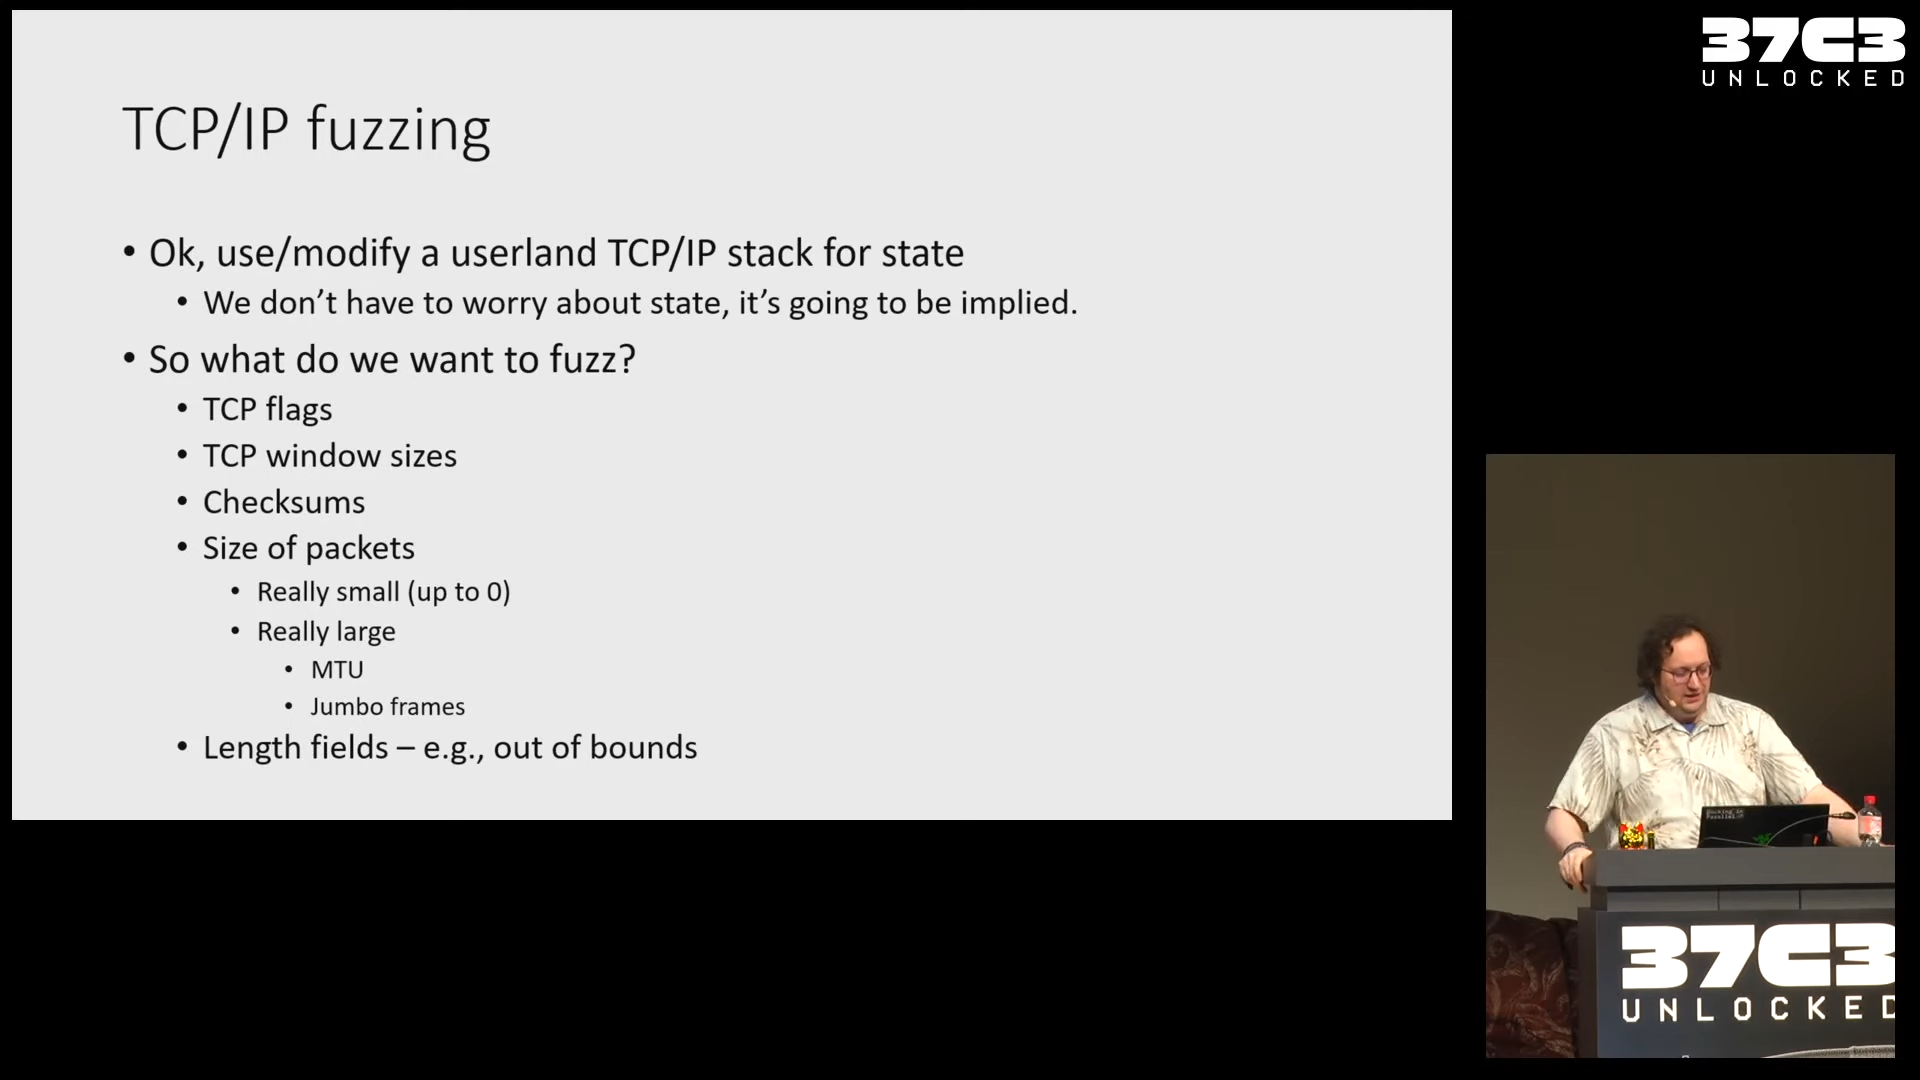 37C3
UNLOCKED
TCP/IP fuzzing
• Ok, use/modify a userland TCP/IP stack for state
• We don’t have to worry about state, it’s going to be implied.
• So what do we want to fuzz?
• TCP flags
• TCP window sizes
• Checksums
• Size of packets
• Really small (up to 0)
• Really large
• MTU
• Jumbo frames
• Length fields – e.g., out of bounds
37C3
UNLOCKED